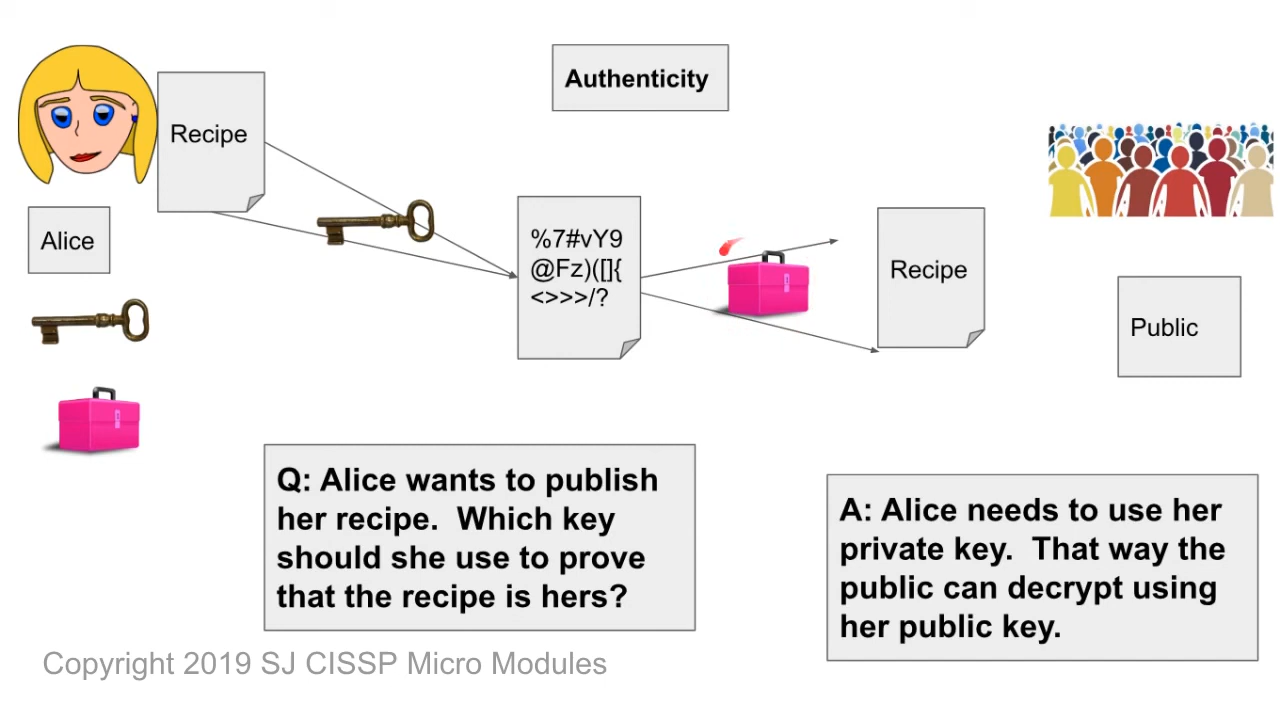 Authenticity
Recipe
Alice
%7#vY9
@Fz)([]{
<>>>/?
Recipe
Public
Q: Alice wants to publish
her recipe.  Which key
should she use to prove
that the recipe is hers?
A: Alice needs to use her
private key.  That way the
public can decrypt using
her public key.
Copyright 2019 SJ CISSP Micro Modules